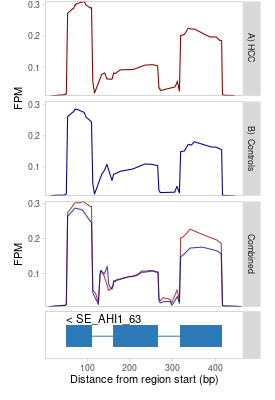 0.3
0.2
0.1
A) HCC
FPM
0.3
0.2
0.1
B) Controls
0.3
0.2
0.1
Combined
FPM
< SE_AHI1_63
100 200 300 400
Distance from region start (bp)